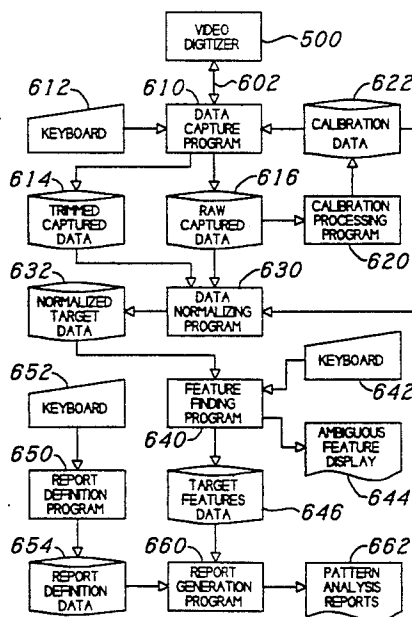 VIDEO
DIGITIZER
500
612
610
602
622
KEYBOARD
DATA
CAPTURE
PROGRAM
CALIBRATION
DATA
614
616
TRIMMED
CAPTURED
DATA
RAW
CAPTURED
DATA
CALIBRATION
PROCESSING
PROGRAM
620
632
630
NORMALIZED
TARGET
DATA
DATA
NORMALIZING
PROGRAM
652
KEYBOARD
FEATURE
FINDING
PROGRAM
640
KEYBOARD
642
650
REPORT
DEFINITION
PROGRAM
TARGET
FEATURES
DATA
646
AMBIGUOUS
FEATURE
DISPLAY
644
654
660
662
REPORT
DEFINITION
DATA
REPORT
GENERATION
PROGRAM
PATTERN
ANALYSIS
REPORTS